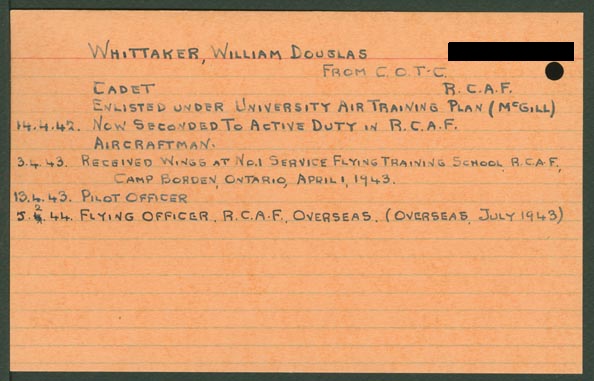 WHITTAKER, WILLIAM DOUGLAS
FROM C.O.T.C.
CADET R.C.A.F.
ENLISTED UNDER UNIVERSITY AIR TRAINING PLAN (McGILL)
14.4.42. NOW SECONDED TO ACTIVE DUTY IN R.C.A.F.
AIRCRAFTMAN.
3.4.43. RECEIVED WINGS AT NO.1 SERVICE FLYING TRAINING SCHOOL R.C.A.F.,
CAMP BORDEN, ONTARIO, APRIL 1, 1943.
13.4.43. PILOT OFFICER
5.2.44. FLYING OFFICER, R.C.A.F., OVERSEAS. (OVERSEAS, JULY 1943)